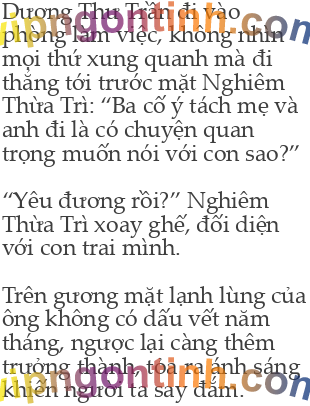 Dương Thư Trần đi vào
phòng làm việc, không nhìn
mọi thứ xung quanh mà đi
thẳng tới trước mặt Nghiêm
Thừa Trì: “Ba cố ý tách mẹ và
anh đi là có chuyện quan
trọng muốn nói với con sao?”
“Yêu đương rồi?” Nghiêm
Thừa Trì xoay ghế, đối diện
với con trai mình.
Trên gương mặt lạnh lùng của
ông không có dấu vết năm
tháng, ngược lại càng thêm
trưởng thành, tỏa ra ánh sáng
khiến người ta say đắm.
vipngontinh.com
vipngontinh.com